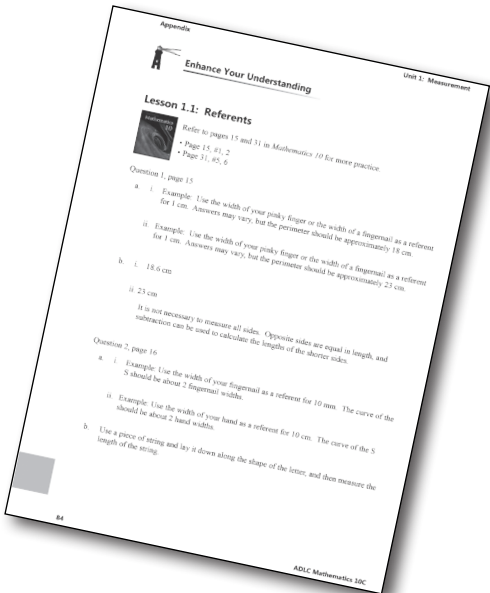 Appendix
Unit 1: Measurement
Enhance Your Understanding
Lesson 1.1: Referents
Mathematics
10
Refer to pages 15 and 31 in Mathematics 10 for more practice.
• Page 15, #1, 2
• Page 31, #5, 6
Question 1, page 15
a. i. Example: Use the width of your pinky finger or the width of a fingernail as a referent
for 1 cm. Answers may vary, but the perimeter should be approximately 18 cm.
ii. Example: Use the width of your pinky finger or the width of a fingernail as a referent
for 1 cm. Answers may vary, but the perimeter should be approximately 23 cm.
b. i. 18.6 cm
ii. 23 cm
It is not necessary to measure all sides. Opposite sides are equal in length, and
subtraction can be used to calculate the lengths of the shorter sides.
Question 2, page 16
a. i. Example: Use the width of your fingernail as a referent for 10 mm. The curve of the
S should be about 2 fingernail widths.
ii. Example: Use the width of your hand as a referent for 10 cm. The curve of the S
should be about 2 hand widths.
b. Use a piece of string and lay it down along the shape of the letter, and then measure the
length of the string.
84
ADLC Mathematics 10C